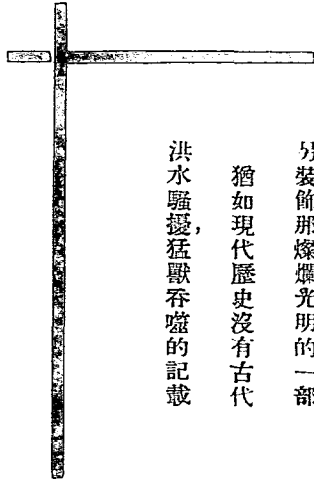 裝飾那燦爛光明的一部
猶如現代歷史沒有古代
洪水騷擾，猛獸吞噬的記載